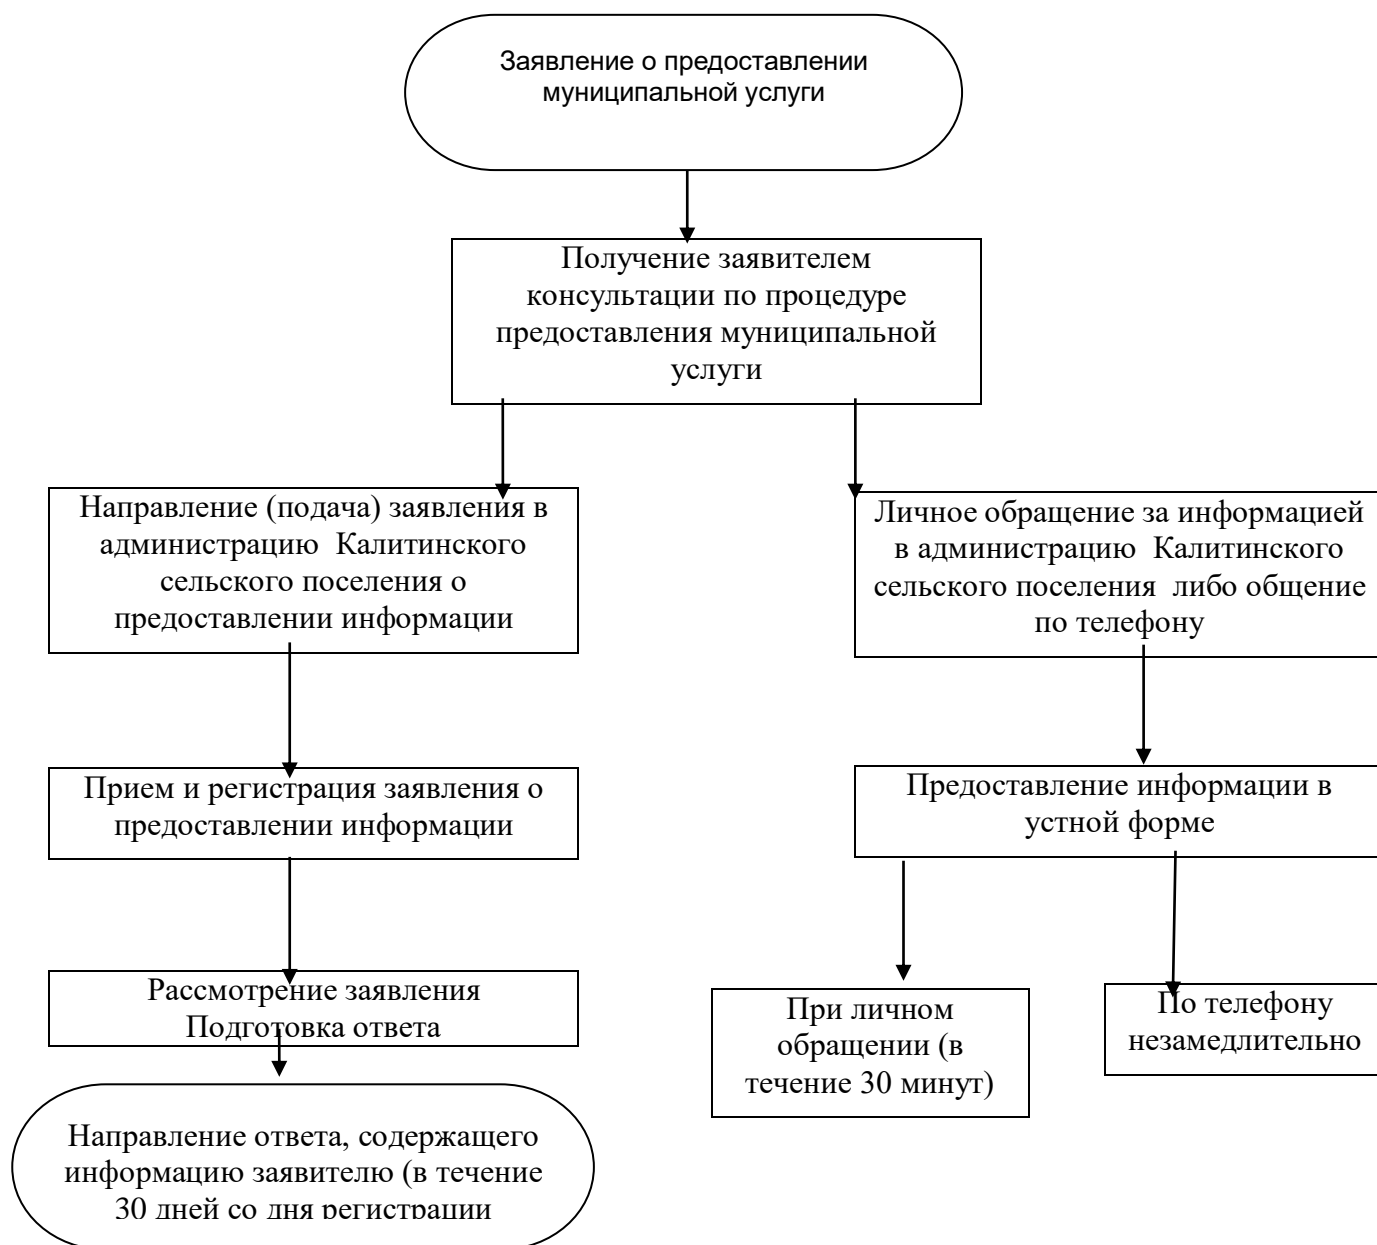 Заявление о предоставлении
муниципальной услуги
Получение заявителем
консультации по процедуре
предоставления муниципальной
услуги
Направление (подача) заявления в
администрацию Калитинского
сельского поселения о
предоставлении информации
Личное обращение за информацией
в администрацию Калитинского
сельского поселения либо общение
по телефону
Прием и регистрация заявления о
предоставлении информации
Предоставление информации в
устной форме
Рассмотрение заявления
Подготовка ответа
При личном
обращении (в
течение 30 минут)
По телефону
незамедлительно
Направление ответа, содержащего
информацию заявителю (в течение
30 дней со дня регистрации